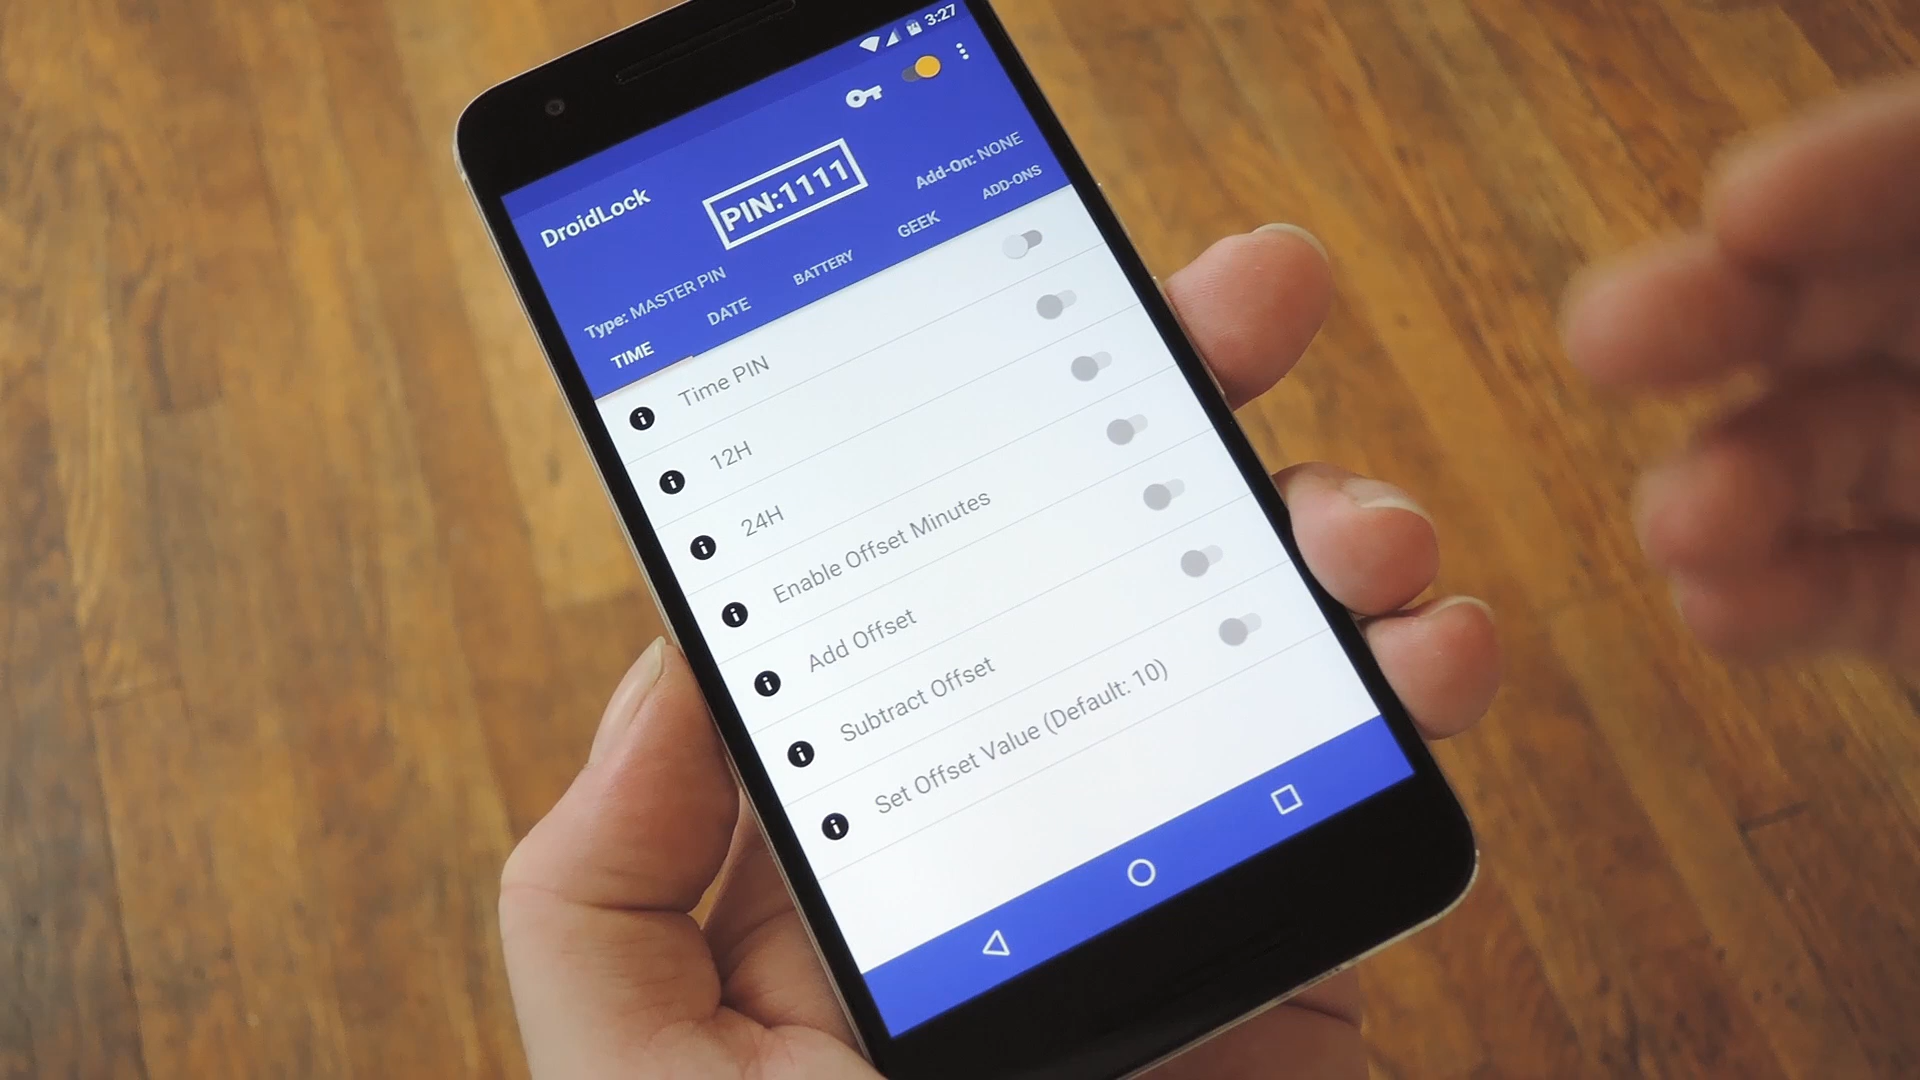 3:27
DroidLock
PIN:1111
Type: MASTER PIN
Add-On: NONE
TIME
DATE
BATTERY
GEEK
ADD-ONS
Time PIN
12H
24H
Enable Offset Minutes
Add Offset
Subtract Offset
Set Offset Value (Default: 10)